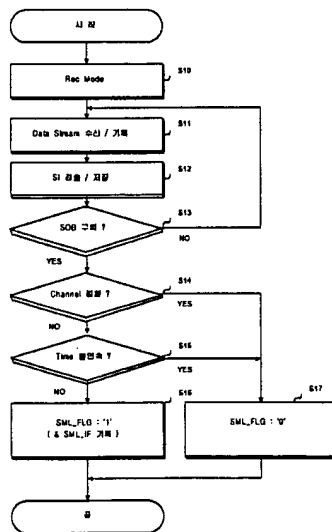 시 작
S10
Rec Mode
S11
Data Stream 수신 / 기록
S12
SI 검출 / 저장
S13
SOB 구획 ?
NO
YES
S14
Channel 절환 ?
YES
NO
S15
Time 불연속 ?
YES
NO
S16
S17
SML_FLG : '1'
( & SML_IF 기록 )
SML_FLG : '0'
끝